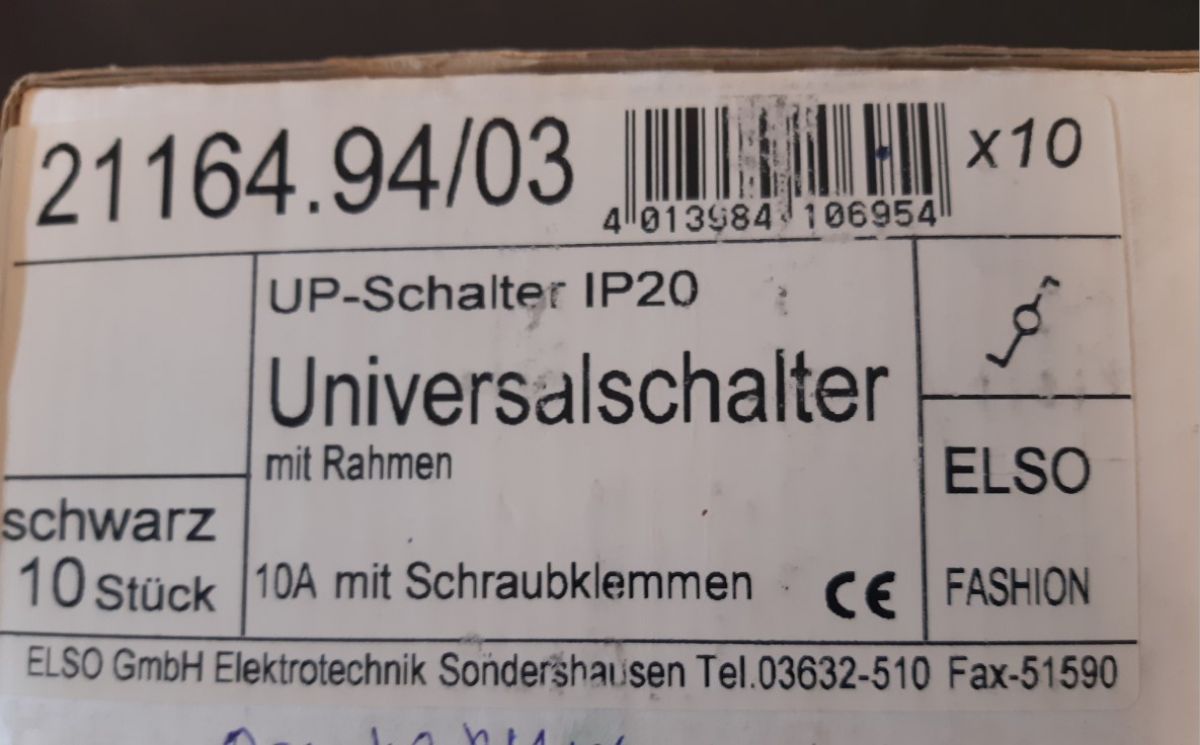 21164.94/03
x10
4 013984 106954
UP-Schalter IP20
Universalschalter
mit Rahmen
schwarz
10 Stück
10A mit Schraubklemmen
CE
ELSO
FASHION
ELSO GmbH Elektrotechnik Sondershausen Tel.03632-510 Fax-51590